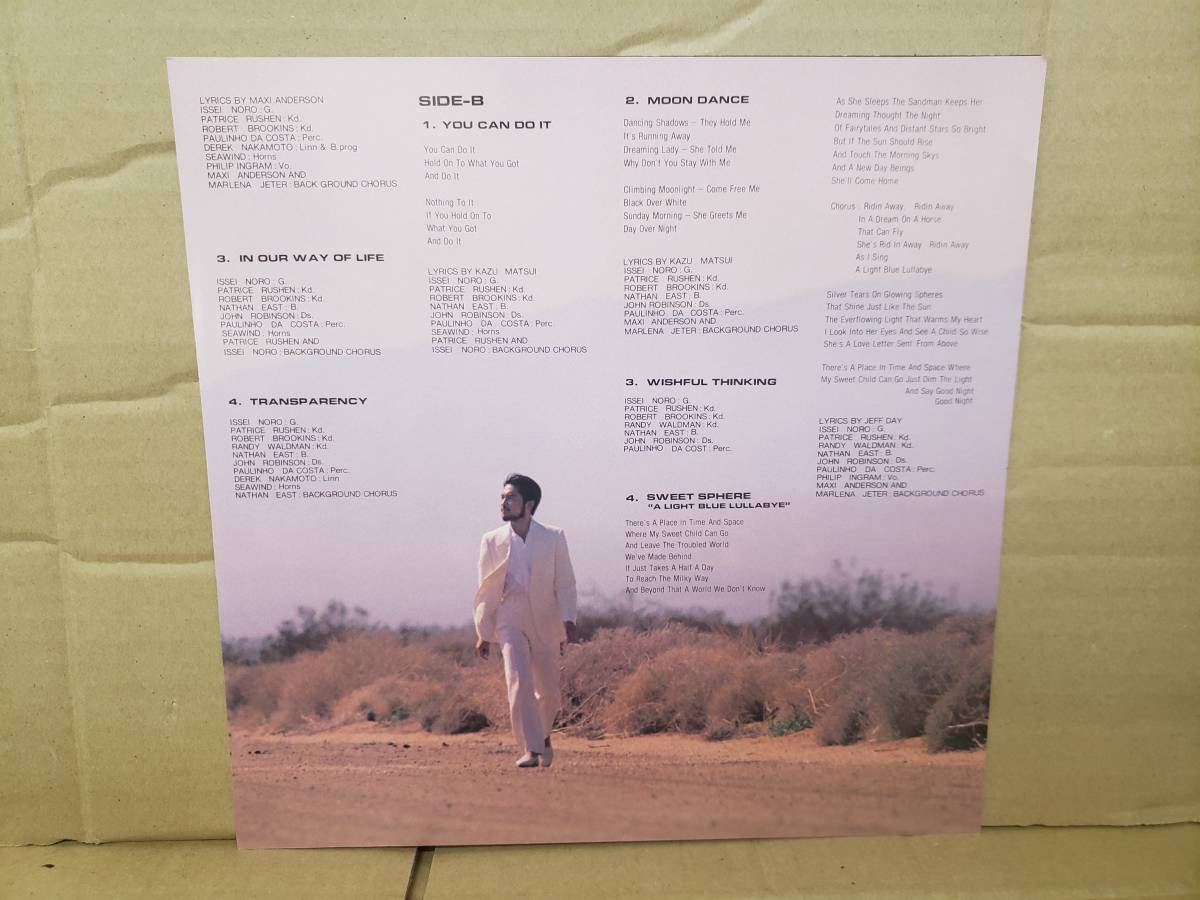 LYRICS BY MAXI ANDERSON
ISSEI NORO : G.
PATRICE RUSHEN : Kd.
ROBERT BROOKINS : Kd.
PAULINHO DA COSTA : Perc.
DEREK NAKAMOTO : Linn & B.prog
SEAWIND : Horns
PHILIP INGRAM : Vo.
MAXI ANDERSON AND
MARLENA JETER : BACK GROUND CHORUS
3. IN OUR WAY OF LIFE
ISSEI NORO : G.
PATRICE RUSHEN : Kd.
ROBERT BROOKINS : Kd.
NATHAN EAST : B.
JOHN ROBINSON : Ds.
PAULINHO DA COSTA : Perc.
SEAWIND : Horns
PATRICE RUSHEN AND
ISSEI NORO : BACKGROUND CHORUS
4. TRANSPARENCY
ISSEI NORO : G.
PATRICE RUSHEN : Kd.
ROBERT BROOKINS : Kd.
RANDY WALDMAN : Kd.
NATHAN EAST : B.
JOHN ROBINSON : Ds.
PAULINHO DA COSTA : Perc.
DEREK NAKAMOTO : Linn
SEAWIND : Horns
NATHAN EAST : BACKGROUND CHORUS
SIDE-B
1. YOU CAN DO IT
You Can Do It
Hold On To What You Got
And Do It
Nothing To It
If You Hold On To
What You Got
And Do It
LYRICS BY KAZU MATSUI
ISSEI NORO : G.
PATRICE RUSHEN : Kd.
ROBERT BROOKINS : Kd.
NATHAN EAST : B.
JOHN ROBINSON : Ds.
PAULINHO DA COSTA : Perc.
SEAWIND : Horns
PATRICE RUSHEN AND
ISSEI NORO : BACKGROUND CHORUS
2. MOON DANCE
Dancing Shadows – They Hold Me
It's Running Away
Dreaming Lady – She Told Me
Why Don't You Stay With Me
Climbing Moonlight – Come Free Me
Black Over White
Sunday Morning – She Greets Me
Day Over Night
LYRICS BY KAZU MATSUI
ISSEI NORO : G.
PATRICE RUSHEN : Kd.
ROBERT BROOKINS : Kd.
NATHAN EAST : B.
JOHN ROBINSON : Ds.
PAULINHO DA COSTA : Perc.
MAXI ANDERSON AND
MARLENA JETER : BACKGROUND CHORUS
3. WISHFUL THINKING
ISSEI NORO : G.
PATRICE RUSHEN : Kd.
ROBERT BROOKINS : Kd.
RANDY WALDMAN : Kd.
NATHAN EAST : B.
JOHN ROBINSON : Ds.
PAULINHO DA COST : Perc.
4. SWEET SPHERE
"A LIGHT BLUE LULLABYE"
There's A Place In Time And Space
Where My Sweet Child Can Go
And Leave The Troubled World
We've Made Behind
It Just Takes A Half A Day
To Reach The Milky Way
And Beyond That A World We Don't Know
As She Sleeps The Sandman Keeps Her
Dreaming Thought The Night
Of Fairytales And Distant Stars So Bright
But If The Sun Should Rise
And Touch The Morning Skys
And A New Day Beings
She'll Come Home
Chorus : Ridin Away. Ridin Away
In A Dream On A Horse
That Can Fly
She's Rid In Away. Ridin Away
As I Sing
A Light Blue Lullabye
Silver Tears On Glowing Spheres
That Shine Just Like The Sun
The Everflowing Light That Warms My Heart
I Look Into Her Eyes And See A Child So Wise
She's A Love Letter Sent From Above
There's A Place In Time And Space Where
My Sweet Child Can Go Just Dim The Light
And Say Good Night
Good Night
LYRICS BY JEFF DAY
ISSEI NORO : G.
PATRICE RUSHEN : Kd.
RANDY WALDMAN : Kd.
NATHAN EAST : B.
JOHN ROBINSON : Ds.
PAULINHO DA COSTA : Perc.
PHILIP INGRAM : Vo.
MAXI ANDERSON AND
MARLENA JETER : BACKGROUND CHORUS